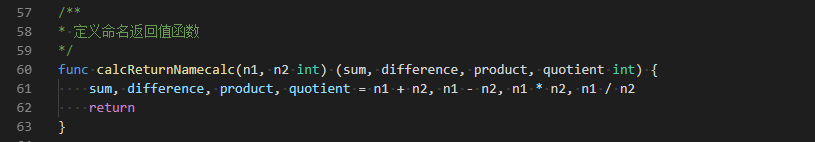 57 /**
58 * 定义命名返回值函数
59 */
60 func calcReturnNamecalc(n1, n2 int) (sum, difference, product, quotient int) {
61     sum, difference, product, quotient = n1 + n2, n1 - n2, n1 * n2, n1 / n2
62     return
63 }